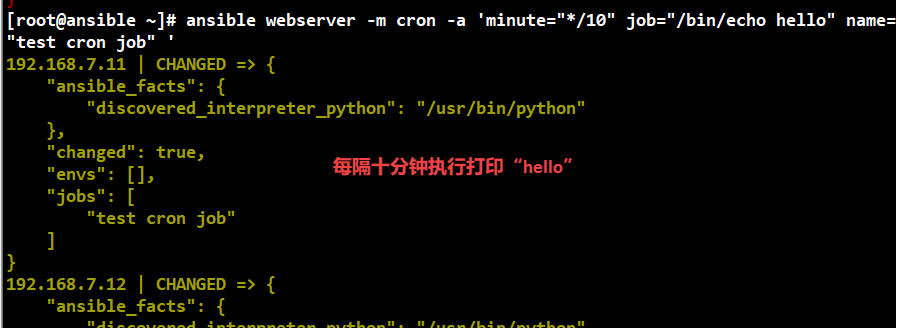 [root@ansible ~]# ansible webserver -m cron -a 'minute="*/10" job="/bin/echo hello" name=
"test cron job" '
192.168.7.11 | CHANGED => {
    "ansible_facts": {
        "discovered_interpreter_python": "/usr/bin/python"
    },
    "changed": true,
每隔十分钟执行打印“hello”
    "envs": [],
    "jobs": [
        "test cron job"
    ]
}
192.168.7.12 | CHANGED => {
    "ansible_facts": {
        "discovered_interpreter_python": "/usr/bin/python"